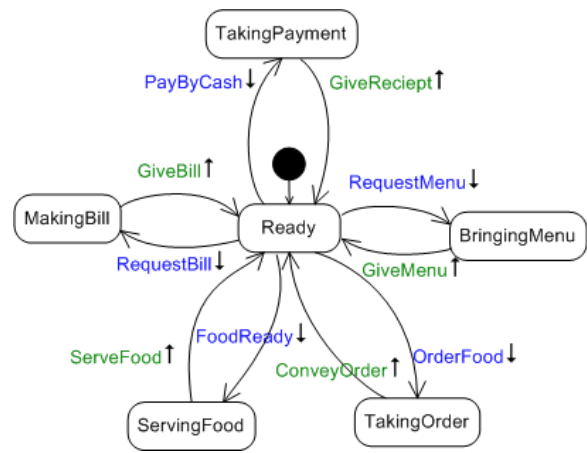 TakingPayment
PayByCash↓
GiveReciept↑
GiveBill↑
RequestMenu↓
MakingBill
Ready
BringingMenu
RequestBill↓
GiveMenu↑
FoodReady↓
ServeFood↑
ConveyOrder↑
OrderFood↓
ServingFood
TakingOrder